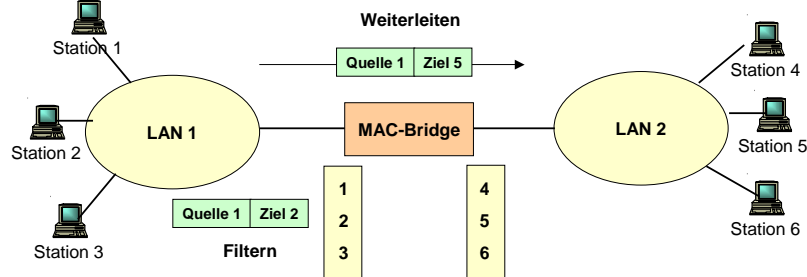 Weiterleiten
Station 1
Quelle 1 Ziel 5
Station 4
LAN 1
MAC-Bridge
LAN 2
Station 2
Station 5
1 4
Quelle 1 Ziel 2
2 5
Station 3
Filtern
3 6
Station 6